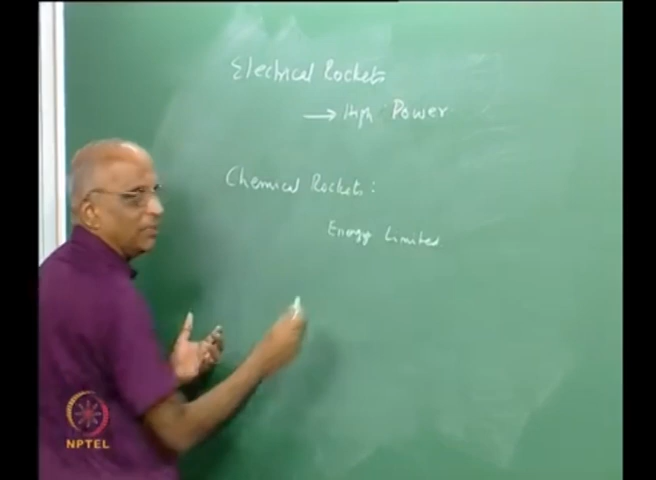 Electrical Rockets
→ High Power
Chemical Rockets:
Energy Limited
NPTEL